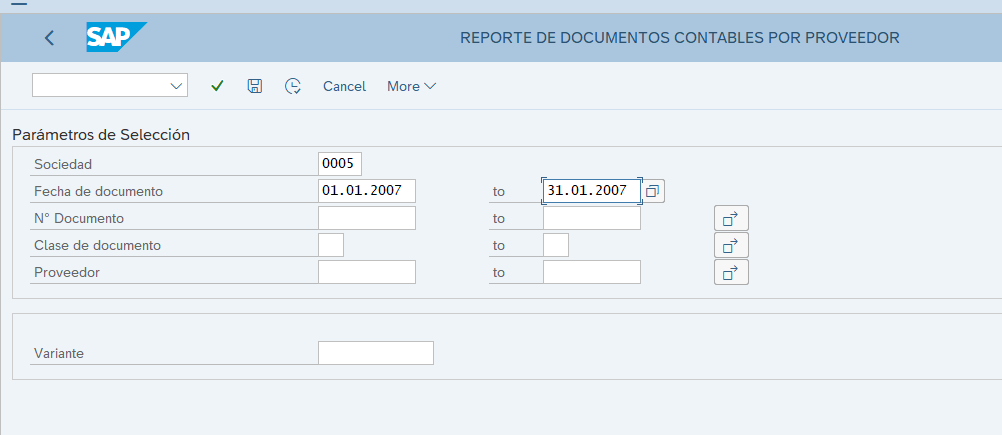 SAP
REPORTE DE DOCUMENTOS CONTABLES POR PROVEEDOR
Cancel More
Parámetros de Selección
Sociedad 0005
Fecha de documento 01.01.2007 to 31.01.2007
N° Documento to
Clase de documento to
Proveedor to
Variante